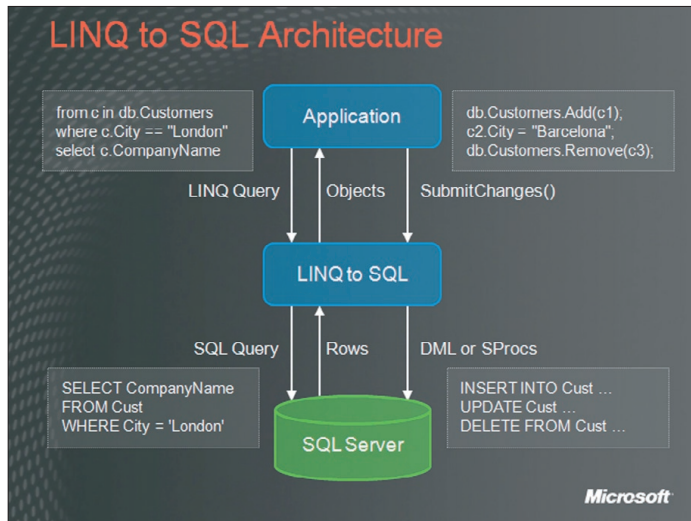 LINQ to SQL Architecture
from c in db.Customers
where c.City == "London"
select c.CompanyName
Application
db.Customers.Add(c1);
c2.City = "Barcelona";
db.Customers.Remove(c3);
LINQ Query
Objects
SubmitChanges()
LINQ to SQL
SQL Query
Rows
DML or SProcs
SELECT CompanyName
FROM Cust
WHERE City = 'London'
SQL Server
INSERT INTO Cust ...
UPDATE Cust ...
DELETE FROM Cust ...
Microsoft